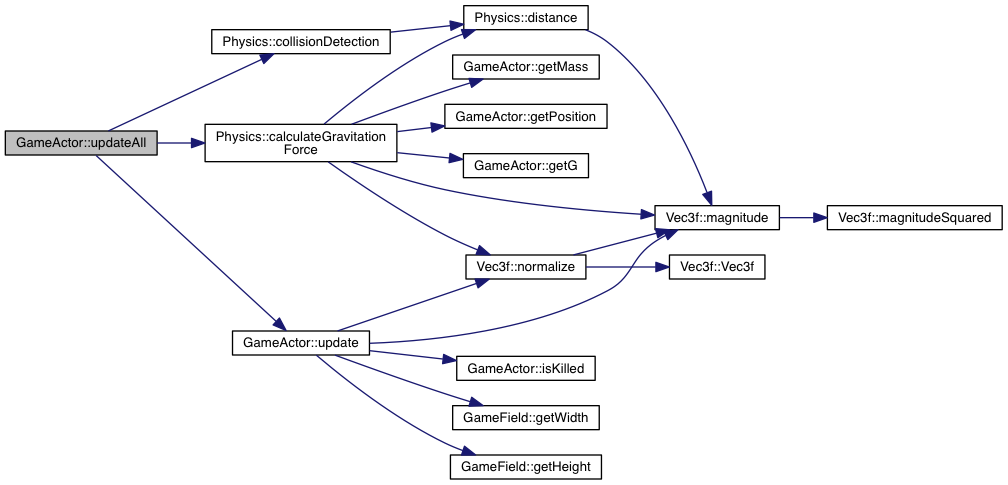 GameActor::updateAll
Physics::collisionDetection
Physics::calculateGravitation
Force
GameActor::update
Physics::distance
GameActor::getMass
GameActor::getPosition
GameActor::getG
Vec3f::normalize
GameActor::isKilled
GameField::getWidth
GameField::getHeight
Vec3f::magnitude
Vec3f::Vec3f
Vec3f::magnitudeSquared